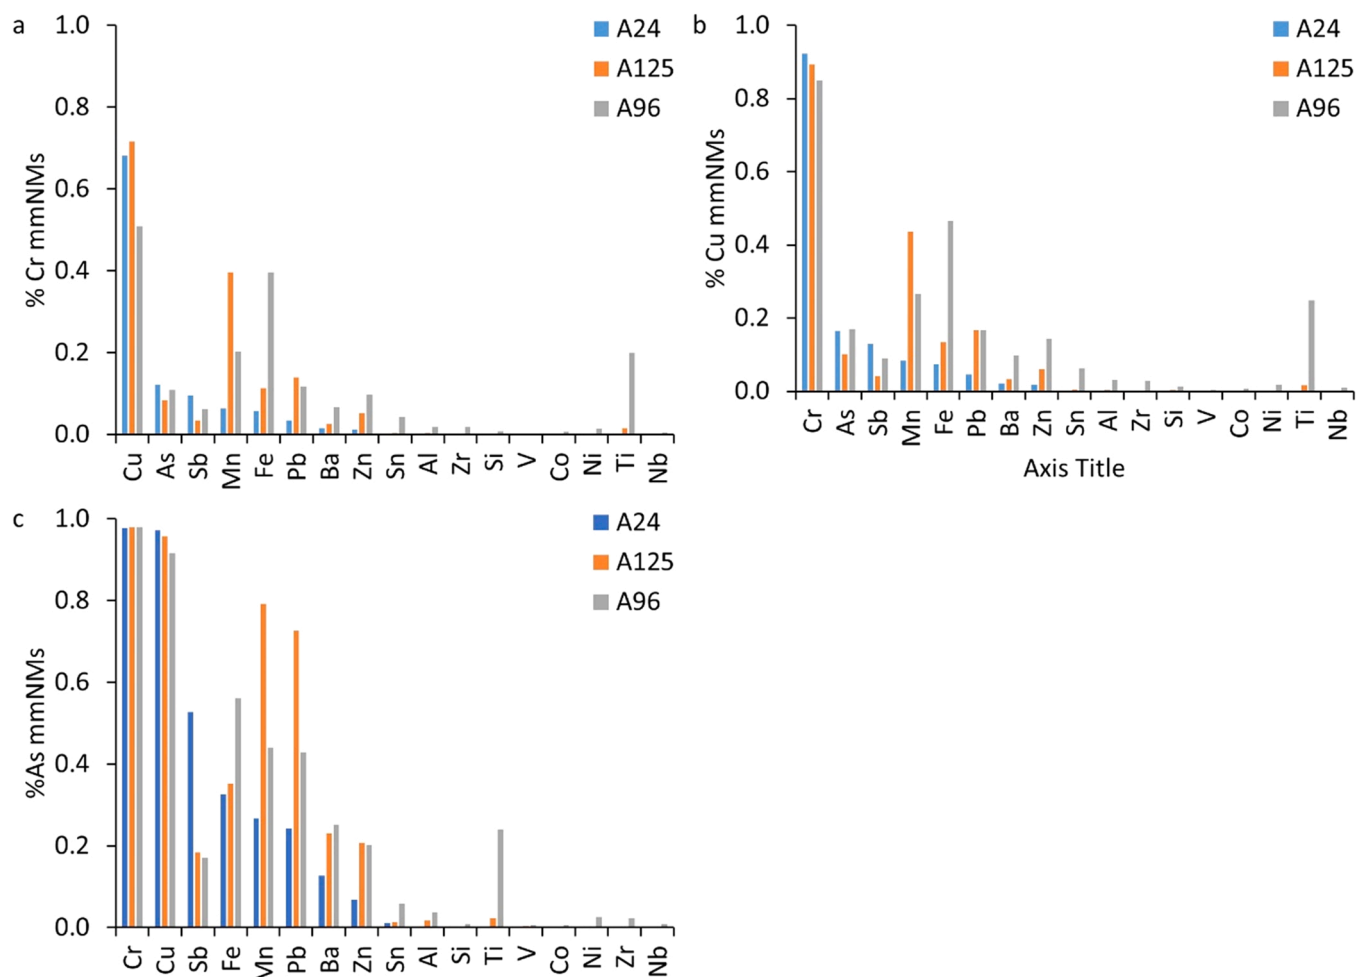 a
1.0
0.8
0.6
0.4
0.2
0.0
% Cr mmNMs
A24
A125
A96
Cu As Sb Mn Fe Pb Ba Zn Sn Al Zr Si V Co Ni Ti Nb
b
1.0
0.8
0.6
0.4
0.2
0.0
% Cu mmNMs
A24
A125
A96
Cr As Sb Mn Fe Pb Ba Zn Sn Al Zr Si V Co Ni Ti Nb
Axis Title
c
1.0
0.8
0.6
0.4
0.2
0.0
%As mmNMs
A24
A125
A96
Cr Cu Sb Fe Mn Pb Ba Zn Sn Al Si Ti V Co Ni Zr Nb